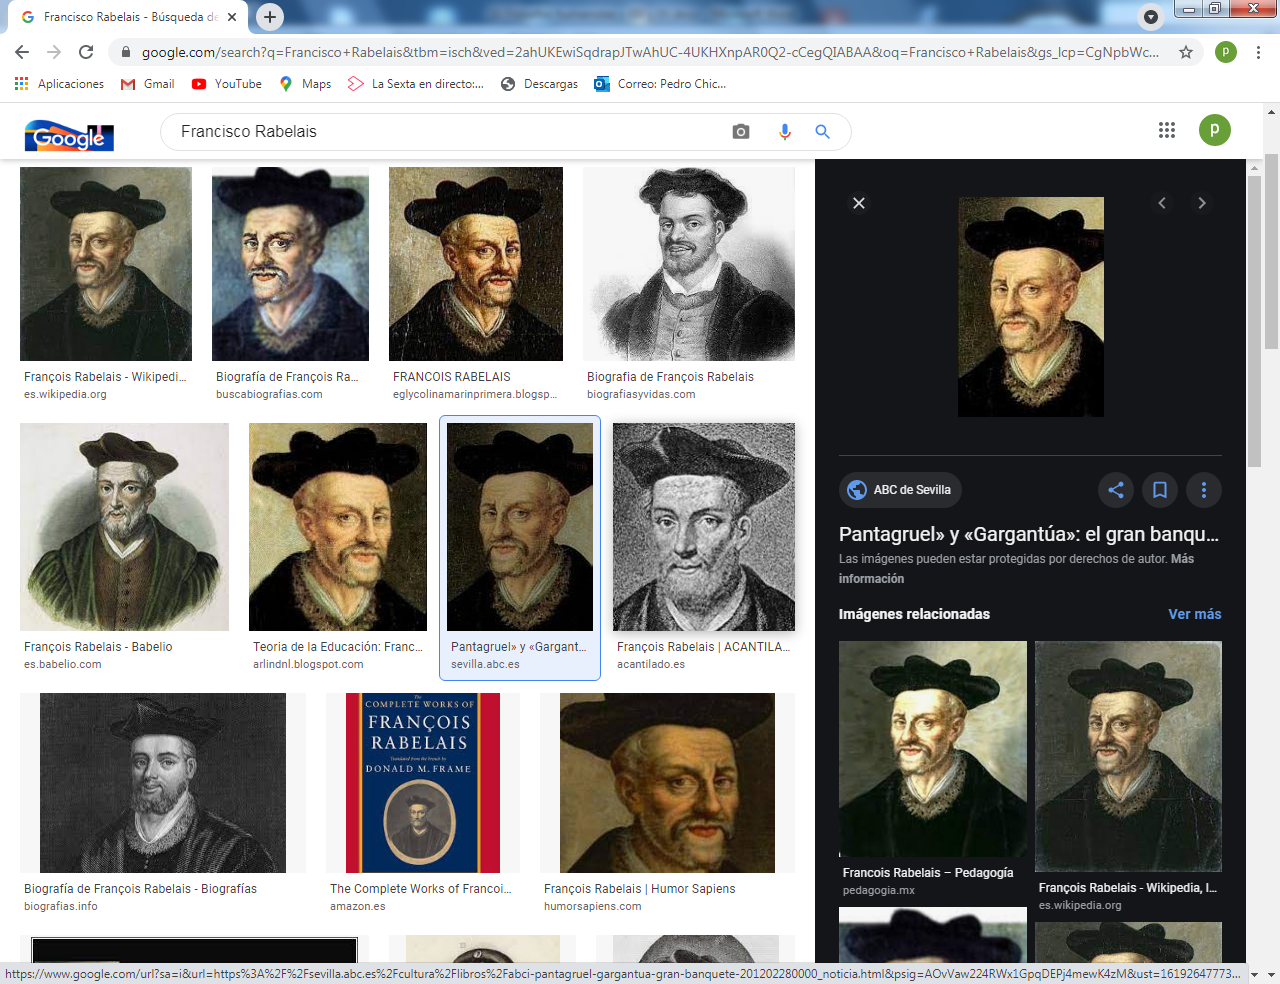 Francisco Rabelais - Búsqueda de
google.com/search?q=Francisco+Rabelais&tbm=isch&ved=2ahUKEwiSqdrapJTwAhUC-4UKHXnpAR0Q2-cCegQIABAA&oq=Francisco+Rabelais&gs_lcp=CgNpbWc...
p
Aplicaciones
Gmail
YouTube
Maps
La Sexta en directo:...
Descargas
Correo: Pedro Chic...
Google
Francisco Rabelais
p
François Rabelais - Wikipedi...
es.wikipedia.org
Biografía de François Ra...
buscabiografias.com
FRANCOIS RABELAIS
eglycolinamarinprimera.blogsp...
Biografia de François Rabelais
biografiasyvidas.com
François Rabelais - Babelio
es.babelio.com
Teoria de la Educación: Franc...
arlindnl.blogspot.com
Pantagruel» y «Gargant...
sevilla.abc.es
François Rabelais | ACANTILA...
acantilado.es
The
COMPLETE WORKS OF
FRANÇOIS
RABELAIS
Translated from the French by
DONALD M. FRAME
Biografía de François Rabelais - Biografías
biografias.info
The Complete Works of Francoi...
amazon.es
François Rabelais | Humor Sapiens
humorsapiens.com
ABC de Sevilla
Pantagruel» y «Gargantúa»: el gran banqu...
Las imágenes pueden estar protegidas por derechos de autor. Más
información
Imágenes relacionadas
Ver más
Francois Rabelais – Pedagogía
pedagogia.mx
François Rabelais - Wikipedia, l...
es.wikipedia.org
https://www.google.com/url?sa=i&url=https%3A%2F%2Fsevilla.abc.es%2Fcultura%2Flibros%2Fabci-pantagruel-gargantua-gran-banquete-201202280000_noticia.html&psig=AOvVaw224RWx1GpqDEPj4mewK4zM&ust=16192647773...